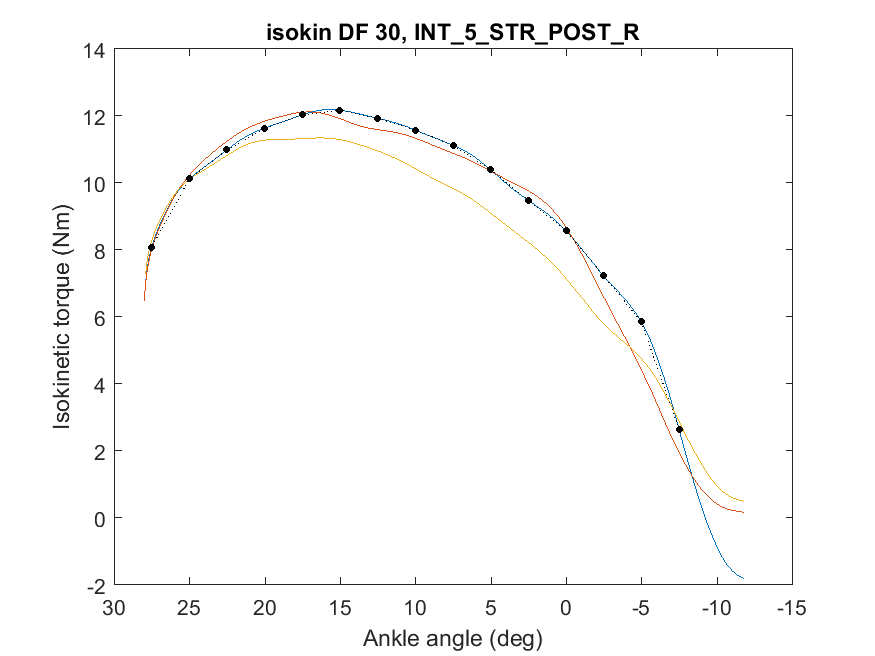 isokin DF 30, INT_5_STR_POST_R
14
12
10
8
6
4
2
0
-2
Isokinetic torque (Nm)
30 25 20 15 10 5 0 -5 -10 -15
Ankle angle (deg)